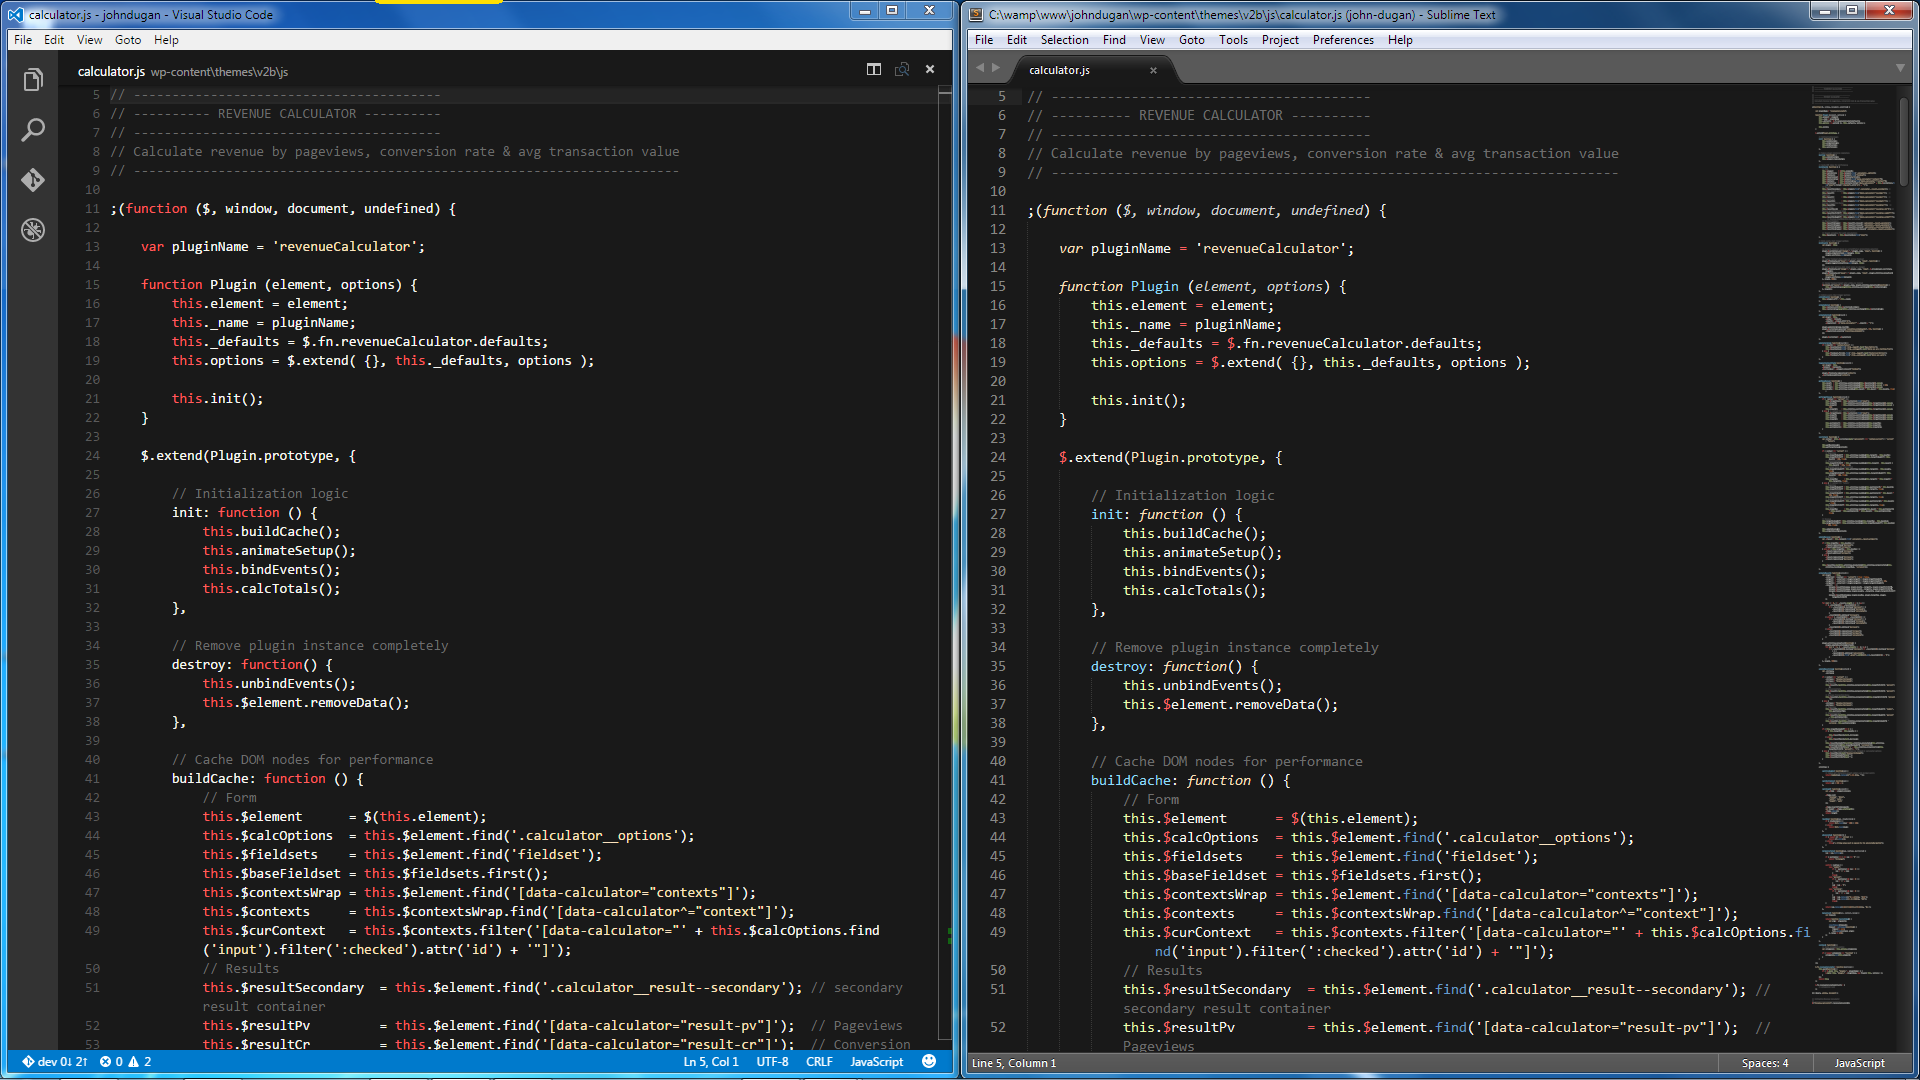 calculator.js - johndugan - Visual Studio Code
File Edit View Goto Help
calculator.js wp-content\themes\v2b\js
5 // ----------------------------------------
6 // ---------- REVENUE CALCULATOR ----------
7 // ----------------------------------------
8 // Calculate revenue by pageviews, conversion rate & avg transaction value
9 // -----------------------------------------------------------------------
10
11 ;(function ($, window, document, undefined) {
12
13     var pluginName = 'revenueCalculator';
14
15     function Plugin (element, options) {
16         this.element = element;
17         this._name = pluginName;
18         this._defaults = $.fn.revenueCalculator.defaults;
19         this.options = $.extend( {}, this._defaults, options );
20
21         this.init();
22     }
23
24     $.extend(Plugin.prototype, {
25
26         // Initialization logic
27         init: function () {
28             this.buildCache();
29             this.animateSetup();
30             this.bindEvents();
31             this.calcTotals();
32         },
33
34         // Remove plugin instance completely
35         destroy: function() {
36             this.unbindEvents();
37             this.$element.removeData();
38         },
39
40         // Cache DOM nodes for performance
41         buildCache: function () {
42             // Form
43             this.$element      = $(this.element);
44             this.$calcOptions  = this.$element.find('.calculator__options');
45             this.$fieldsets    = this.$element.find('fieldset');
46             this.$baseFieldset = this.$fieldsets.first();
47             this.$contextsWrap = this.$element.find('[data-calculator="contexts"]');
48             this.$contexts     = this.$contextsWrap.find('[data-calculator^="context"]');
49             this.$curContext   = this.$contexts.filter('[data-calculator="' + this.$calcOptions.find
('input').filter(':checked').attr('id') + '"]');
50             // Results
51             this.$resultSecondary  = this.$element.find('.calculator__result--secondary'); // secondary
result container
52             this.$resultPv         = this.$element.find('[data-calculator="result-pv"]');  // Pageviews
53             this.$resultCr         = this.$element.find('[data-calculator="result-cr"]');  // Conversion
dev 0↓ 2↑ 0 2 Ln 5, Col 1 UTF-8 CRLF JavaScript
C:\wamp\www\johndugan\wp-content\themes\v2b\js\calculator.js (john-dugan) - Sublime Text
File Edit Selection Find View Goto Tools Project Preferences Help
calculator.js
5 // ----------------------------------------
6 // ---------- REVENUE CALCULATOR ----------
7 // ----------------------------------------
8 // Calculate revenue by pageviews, conversion rate & avg transaction value
9 // -----------------------------------------------------------------------
10
11 ;(function ($, window, document, undefined) {
12
13     var pluginName = 'revenueCalculator';
14
15     function Plugin (element, options) {
16         this.element = element;
17         this._name = pluginName;
18         this._defaults = $.fn.revenueCalculator.defaults;
19         this.options = $.extend( {}, this._defaults, options );
20
21         this.init();
22     }
23
24     $.extend(Plugin.prototype, {
25
26         // Initialization logic
27         init: function () {
28             this.buildCache();
29             this.animateSetup();
30             this.bindEvents();
31             this.calcTotals();
32         },
33
34         // Remove plugin instance completely
35         destroy: function() {
36             this.unbindEvents();
37             this.$element.removeData();
38         },
39
40         // Cache DOM nodes for performance
41         buildCache: function () {
42             // Form
43             this.$element      = $(this.element);
44             this.$calcOptions  = this.$element.find('.calculator__options');
45             this.$fieldsets    = this.$element.find('fieldset');
46             this.$baseFieldset = this.$fieldsets.first();
47             this.$contextsWrap = this.$element.find('[data-calculator="contexts"]');
48             this.$contexts     = this.$contextsWrap.find('[data-calculator^="context"]');
49             this.$curContext   = this.$contexts.filter('[data-calculator="' + this.$calcOptions.fi
nd('input').filter(':checked').attr('id') + '"]');
50             // Results
51             this.$resultSecondary  = this.$element.find('.calculator__result--secondary'); //
secondary result container
52             this.$resultPv         = this.$element.find('[data-calculator="result-pv"]');  //
Pageviews
Line 5, Column 1 Spaces: 4 JavaScript